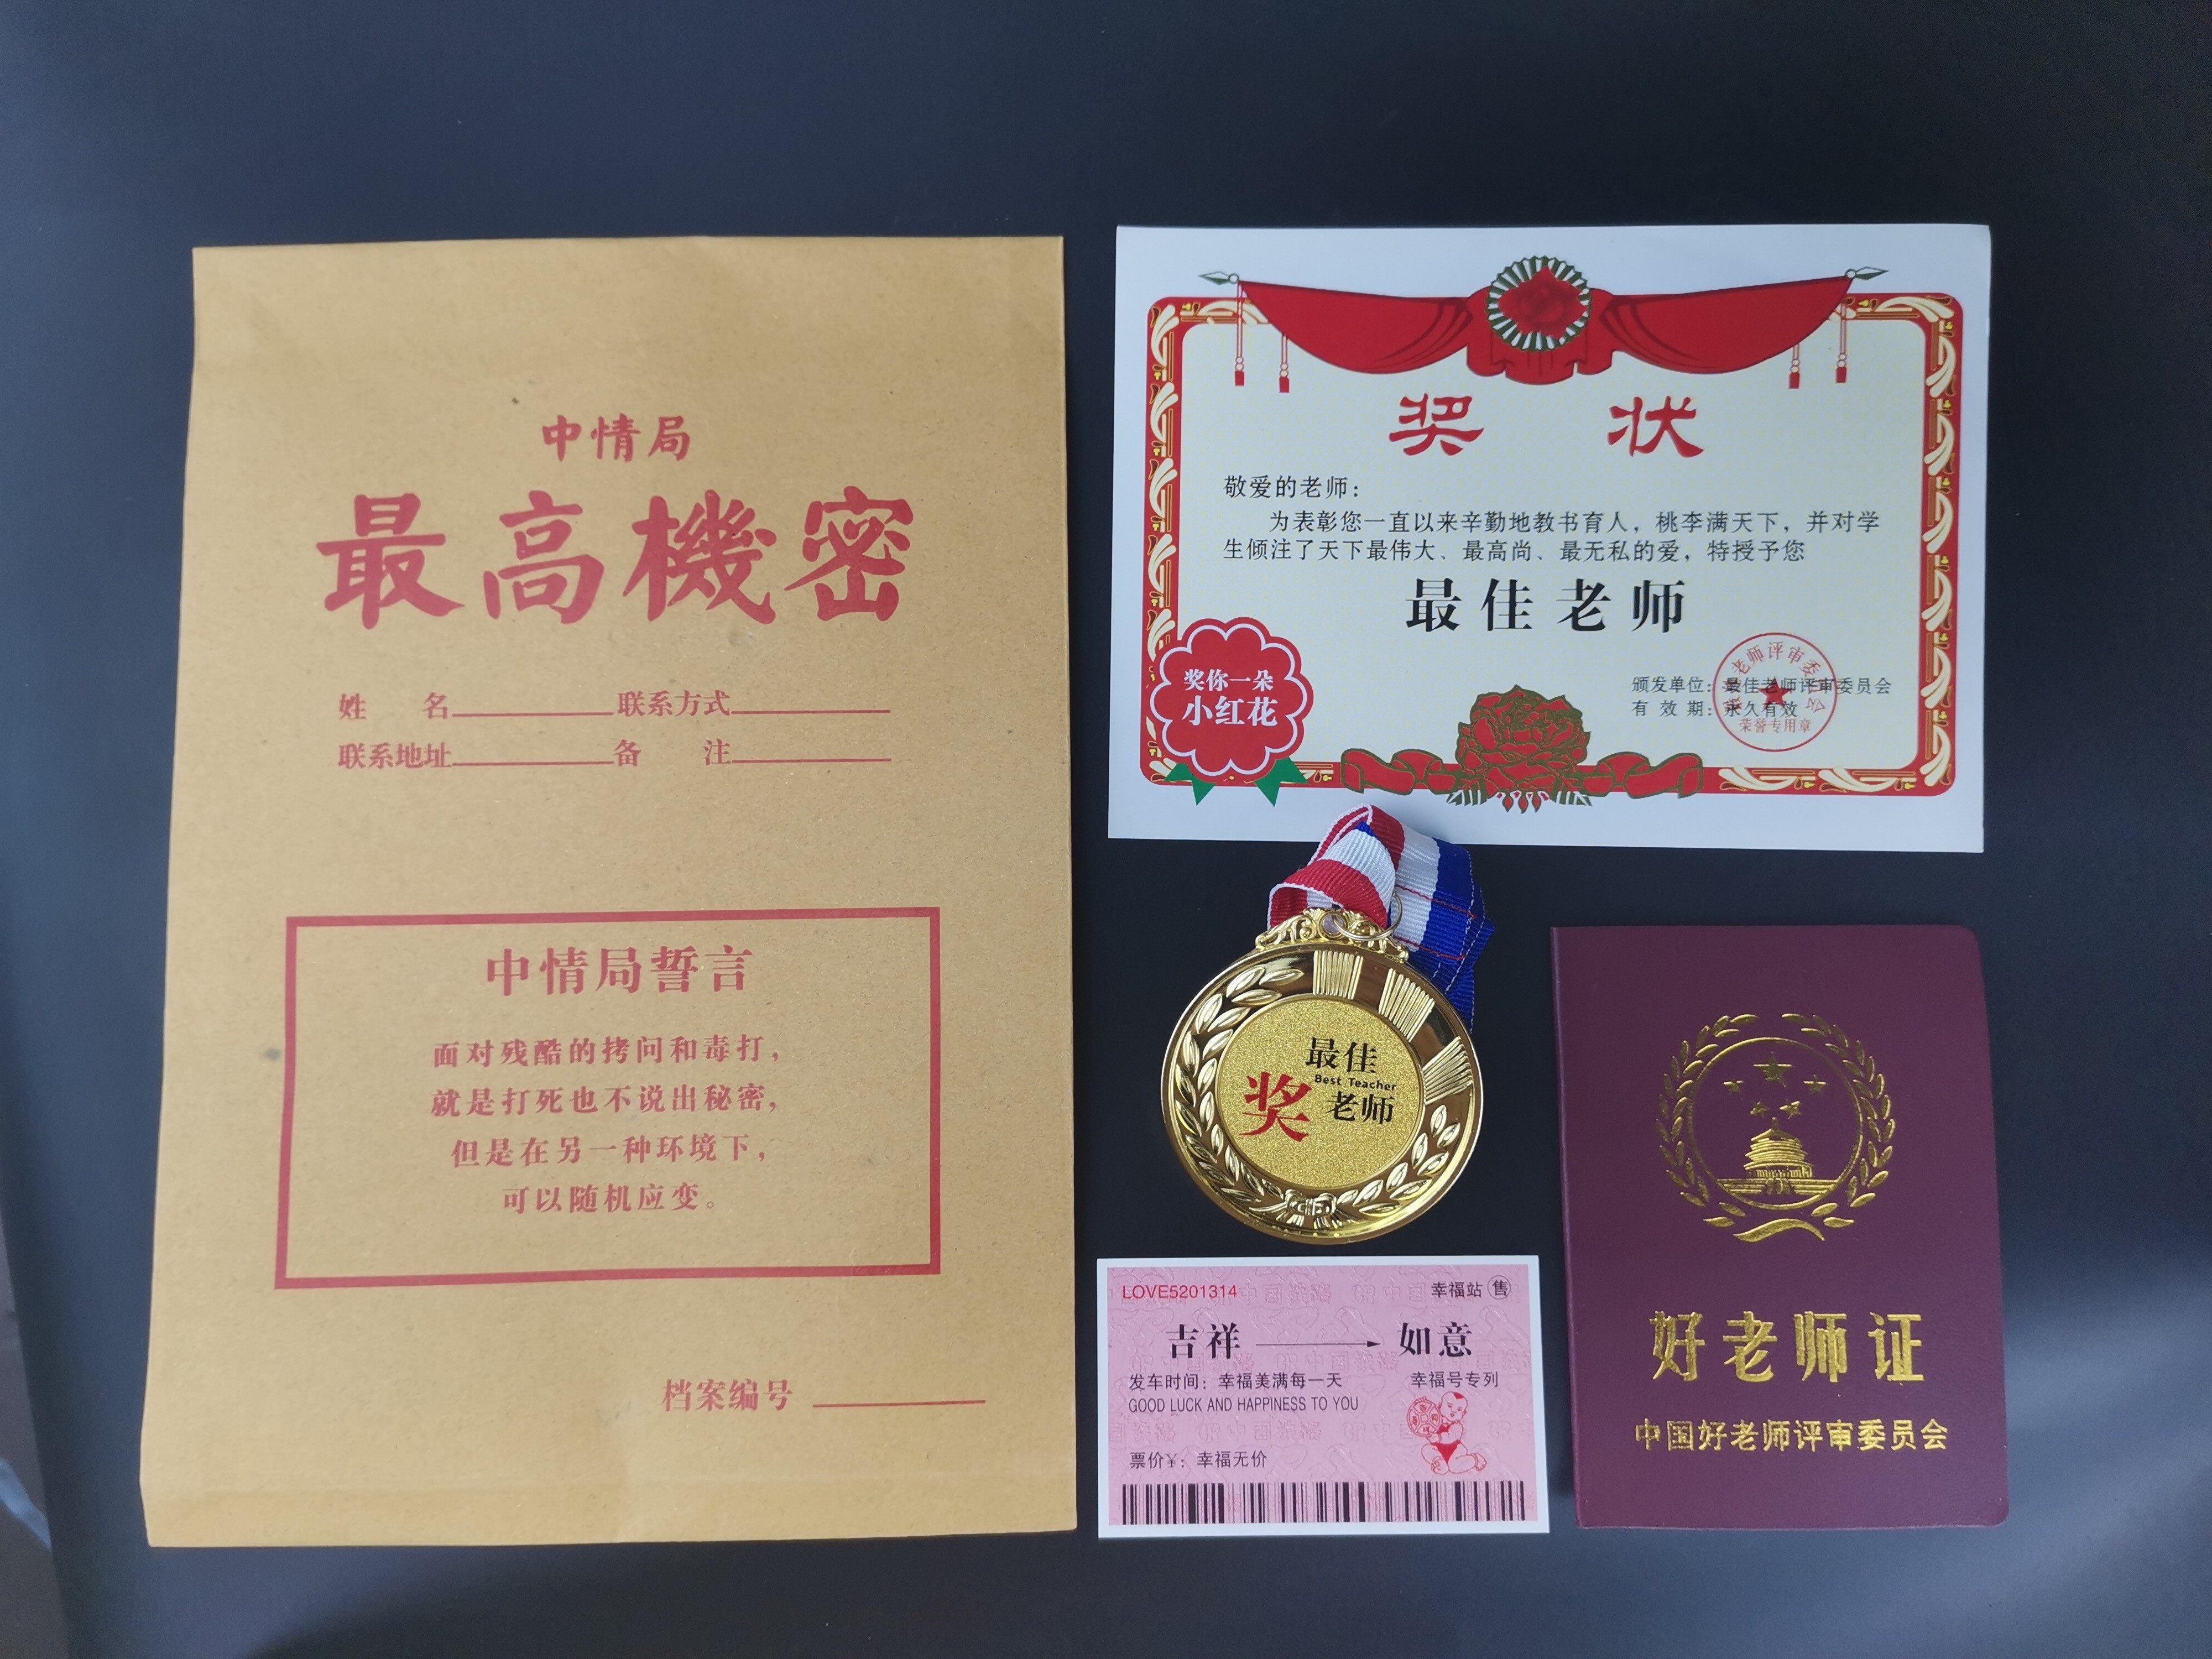 中情局
最高機密
姓 名 联系方式
联系地址 备 注
中情局誓言
面对残酷的拷问和毒打，
就是打死也不说出秘密，
但是在另一种环境下，
可以随机应变。
档案编号
奖 状
敬爱的老师：
为表彰您一直以来辛勤地教书育人，桃李满天下，并对学
生倾注了天下最伟大、最高尚、最无私的爱，特授予您
最佳老师
奖你一朵
小红花
颁发单位：最佳老师评审委员会
有 效 期：永久有效
荣誉专用章
最佳
Best Teacher
奖 老师
LOVE5201314 幸福站 售
吉祥 如意
发车时间：幸福美满每一天 幸福号专列
GOOD LUCK AND HAPPINESS TO YOU
票价¥：幸福无价
好老师证
中国好老师评审委员会